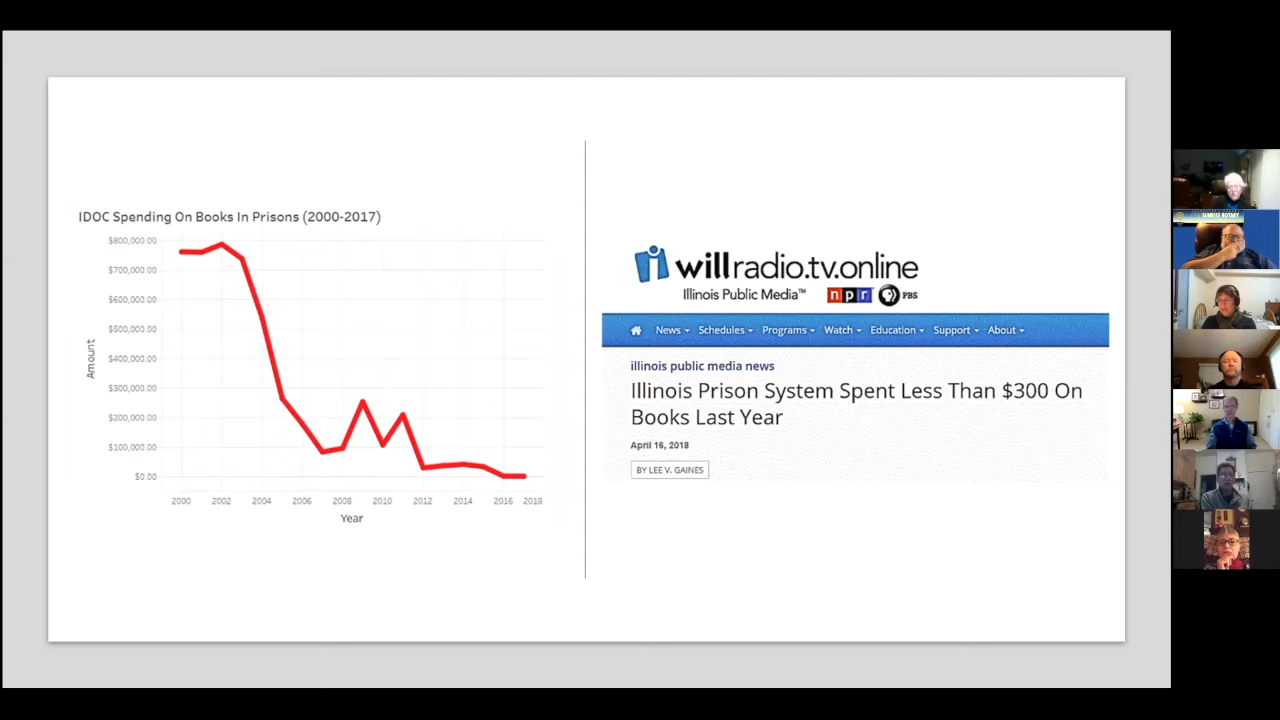 IDOC Spending On Books In Prisons (2000-2017)
$800,000.00
$700,000.00
$600,000.00
$500,000.00
$400,000.00
$300,000.00
$200,000.00
$100,000.00
$0.00
Amount
2000 2002 2004 2006 2007 2008 2010 2012 2014 2016 2018
Year
willradio.tv.online
Illinois Public Media™ npr PBS
News Schedules Programs Watch Education Support About
illinois public media news
Illinois Prison System Spent Less Than $300 On
Books Last Year
April 16, 2018
BY LEE V. GAINES
SUNRISE ROTARY